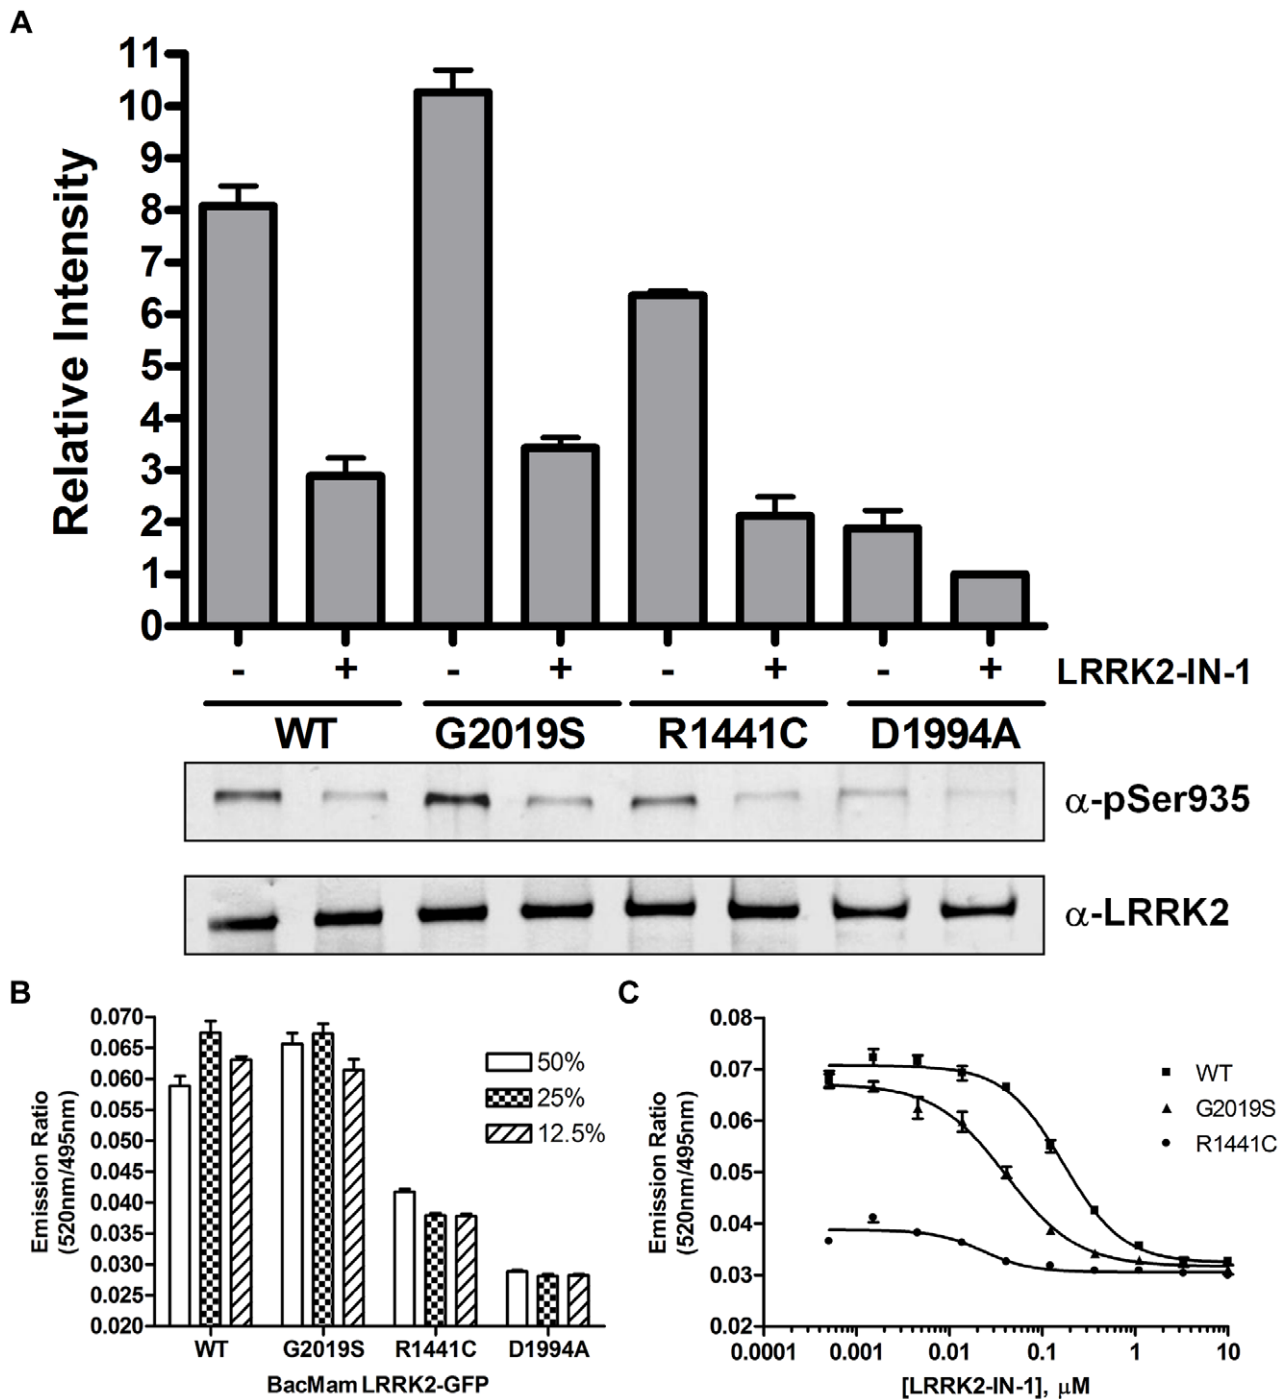 A
11
10
9
8
7
6
5
4
3
2
1
0
Relative Intensity
- + - + - + - + LRRK2-IN-1
WT G2019S R1441C D1994A
α-pSer935
α-LRRK2
B
0.070
0.065
0.060
0.055
0.050
0.045
0.040
0.035
0.030
0.025
0.020
Emission Ratio
(520nm/495nm)
50%
25%
12.5%
WT G2019S R1441C D1994A
BacMam LRRK2-GFP
C
0.08
0.07
0.06
0.05
0.04
0.03
0.02
Emission Ratio
(520nm/495nm)
WT
G2019S
R1441C
0.0001 0.001 0.01 0.1 1 10
[LRRK2-IN-1], μM